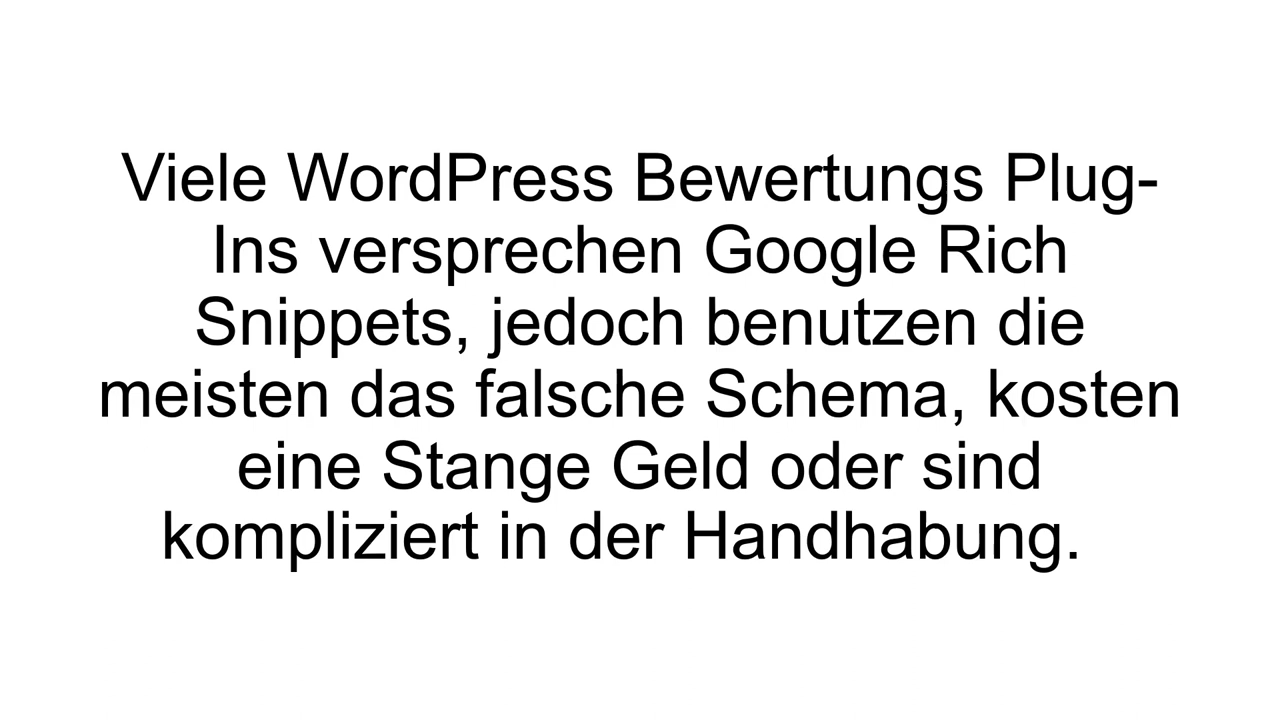 Viele WordPress Bewertungs Plug-
Ins versprechen Google Rich
Snippets, jedoch benutzen die
meisten das falsche Schema, kosten
eine Stange Geld oder sind
kompliziert in der Handhabung.